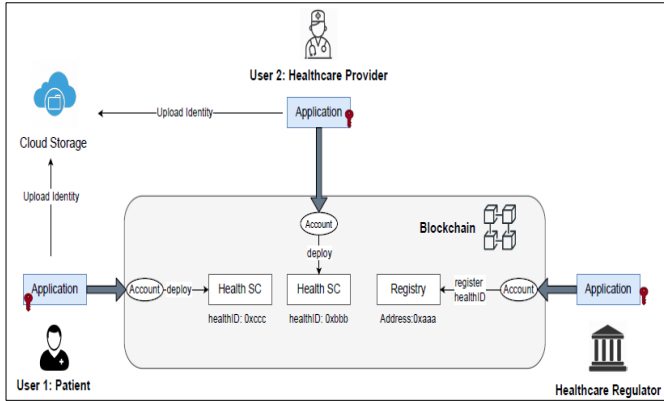 User 2: Healthcare Provider
Upload Identity
Application
Cloud Storage
Upload Identity
Account
Blockchain
deploy
Application
Account
deploy
Health SC
Health SC
Registry
register
healthID
Account
Application
healthID: 0xccc
healthID: 0xbbb
Address:0xaaa
User 1: Patient
Healthcare Regulator